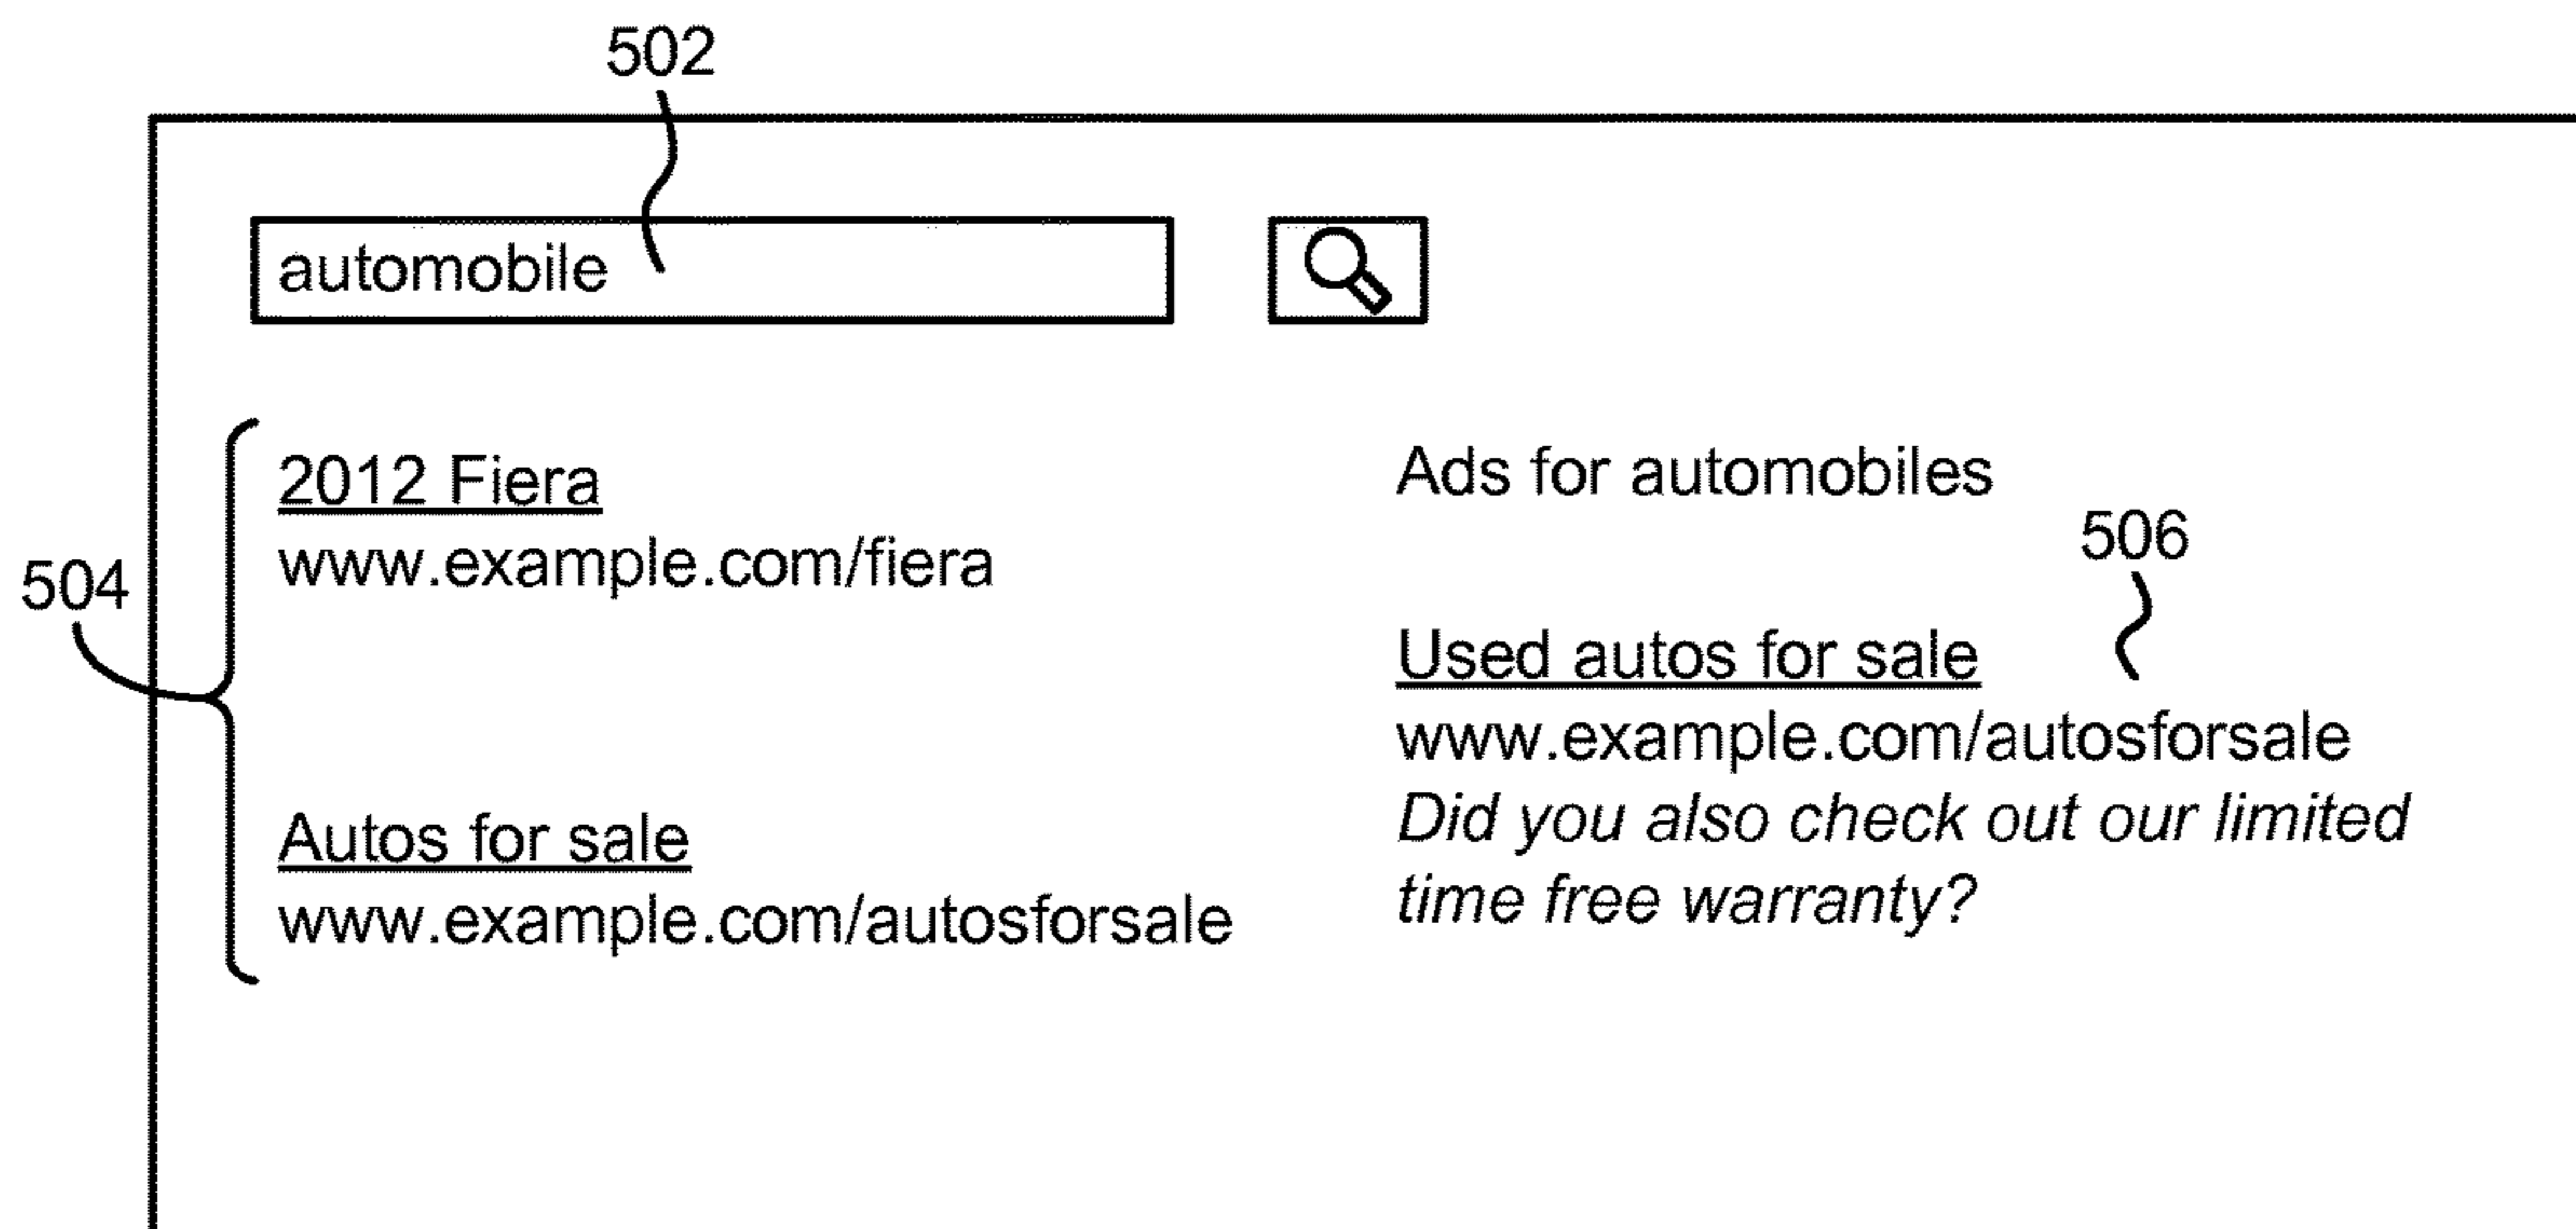 502
automobile
504
2012 Fiera
www.example.com/fiera
Autos for sale
www.example.com/autosforsale
Ads for automobiles
506
Used autos for sale
www.example.com/autosforsale
Did you also check out our limited
time free warranty?